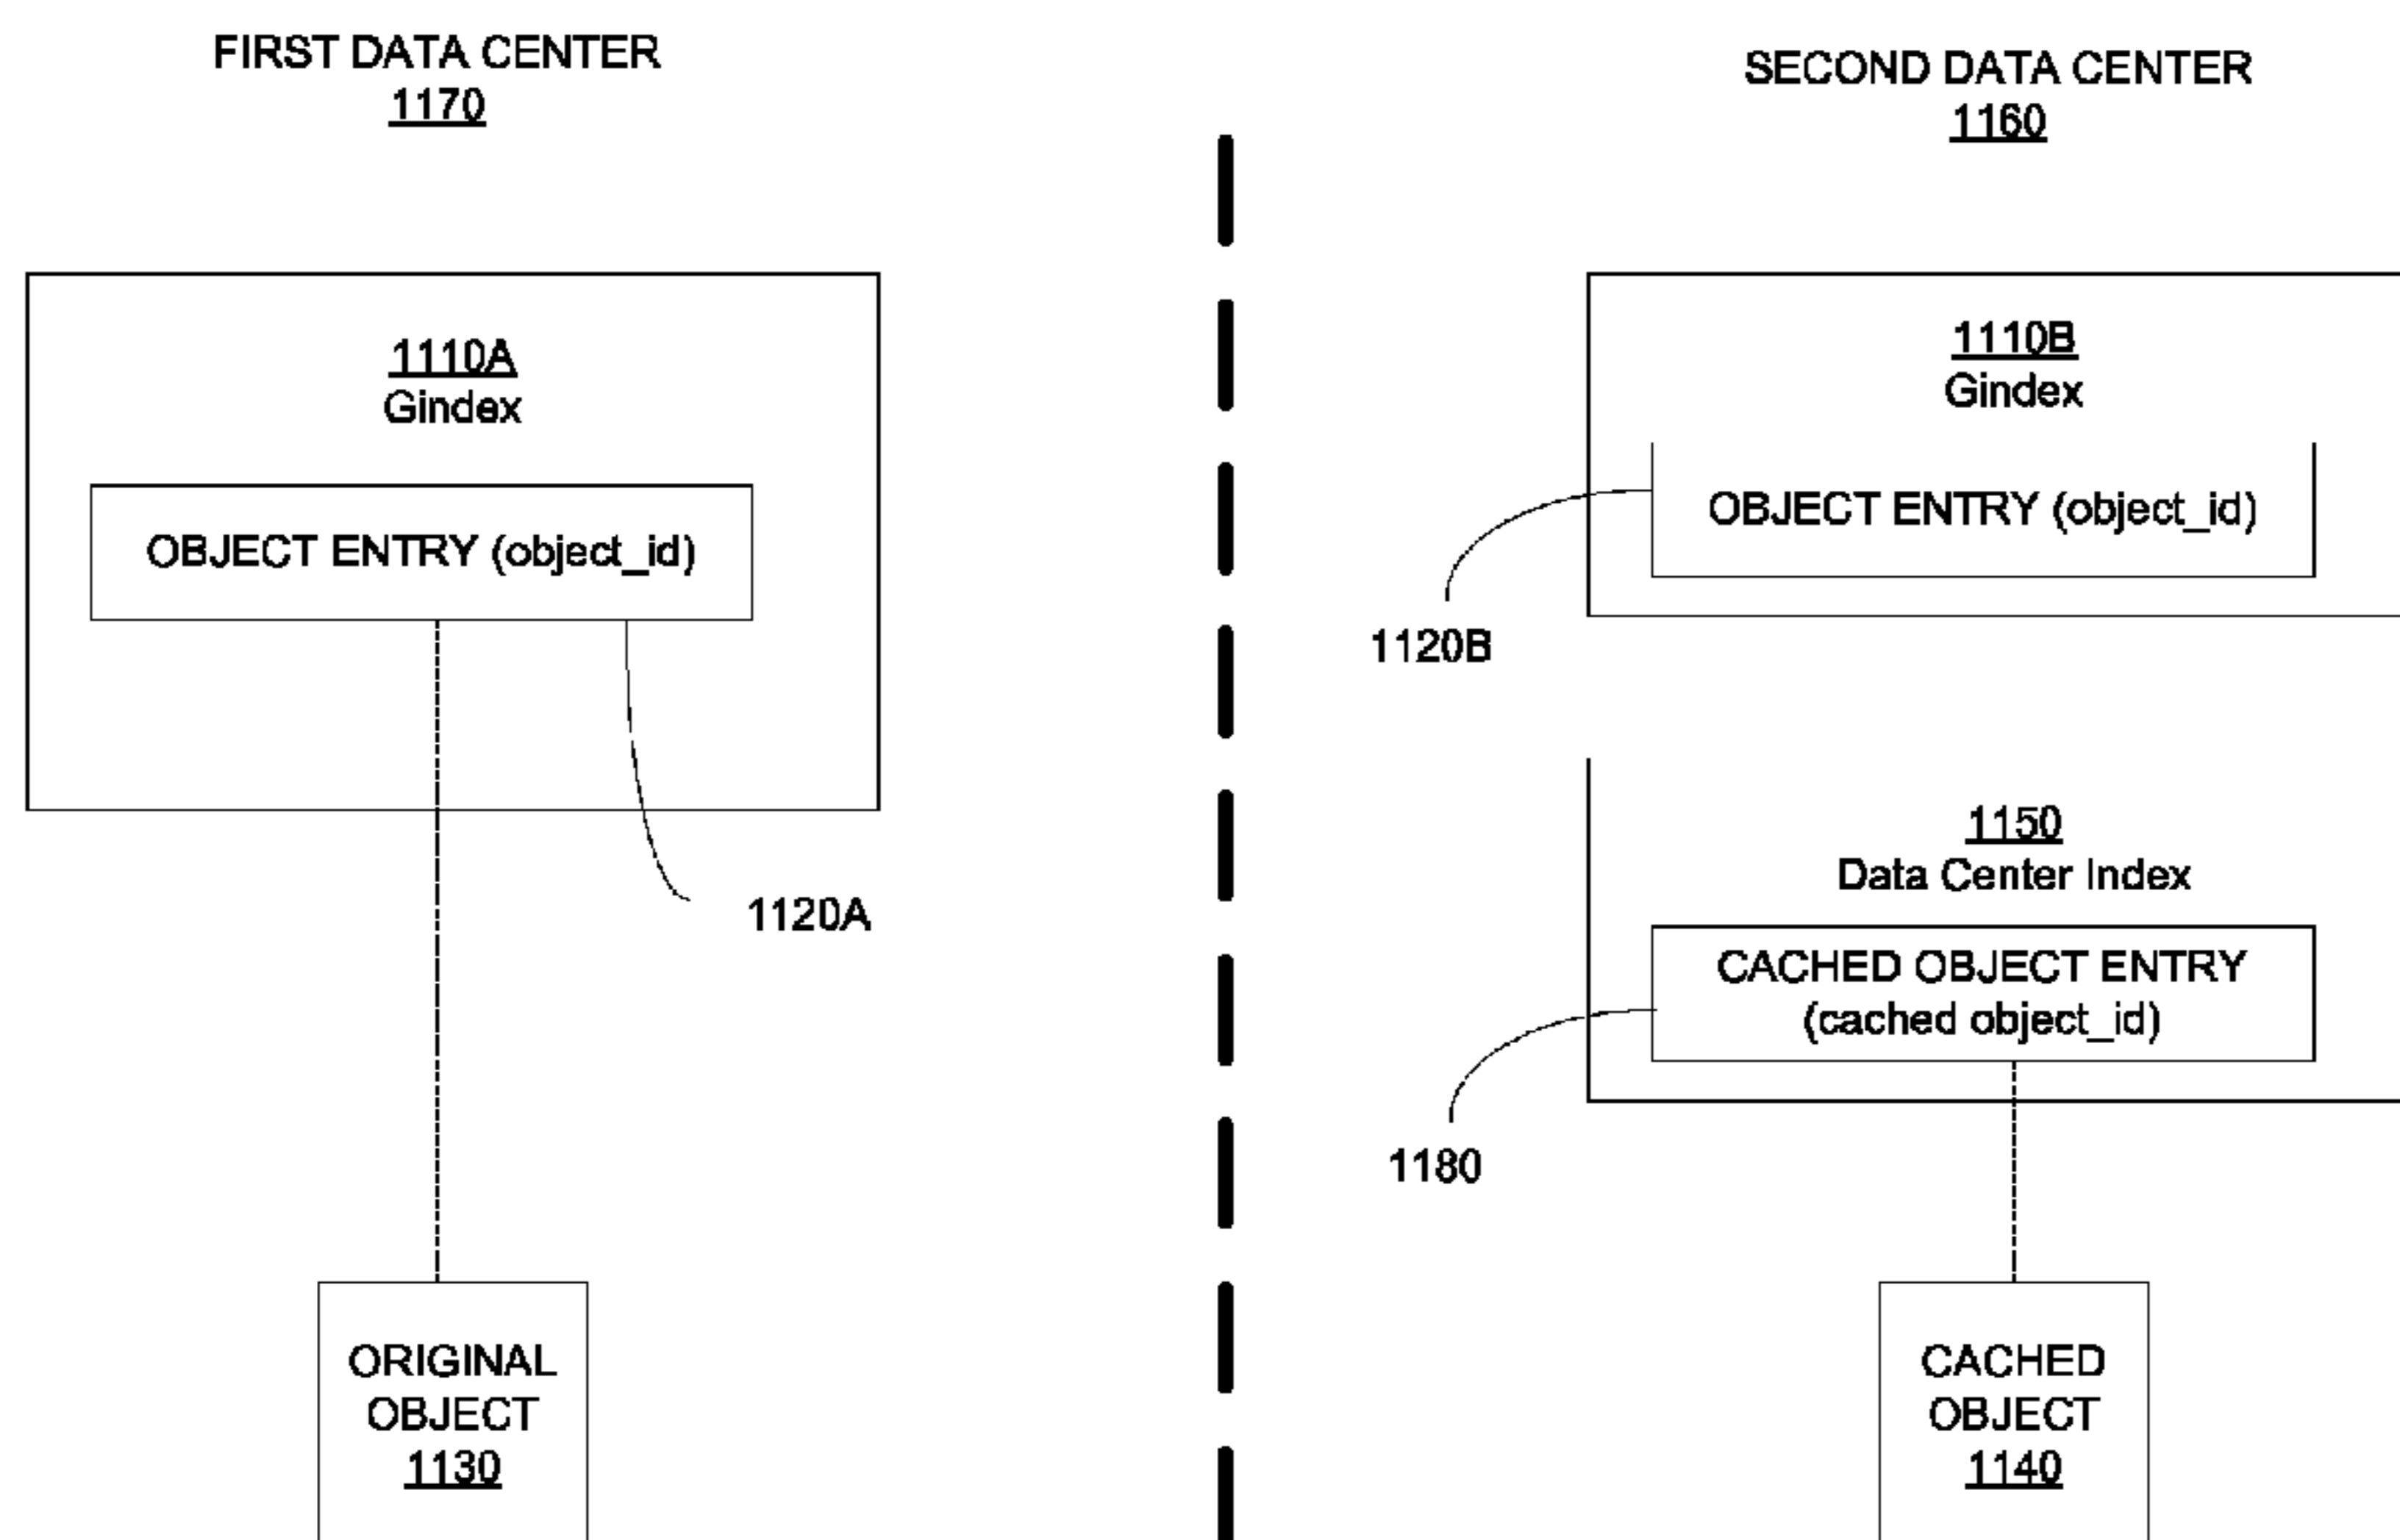 FIRST DATA CENTER
1170
1110A
Gindex
OBJECT ENTRY (object_id)
1120A
ORIGINAL
OBJECT
1130
SECOND DATA CENTER
1160
1110B
Gindex
OBJECT ENTRY (object_id)
1120B
1150
Data Center Index
CACHED OBJECT ENTRY
(cached object_id)
1180
CACHED
OBJECT
1140